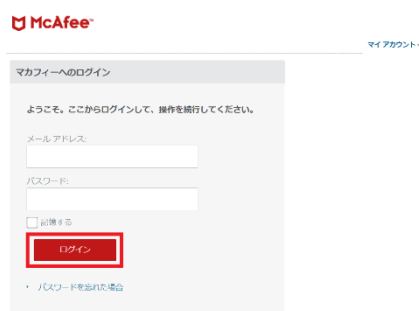 McAfee™
マイ アカウント
マカフィーへのログイン
ようこそ。ここからログインして、操作を続行してください。
メール アドレス:
パスワード:
記憶する
ログイン
パスワードを忘れた場合